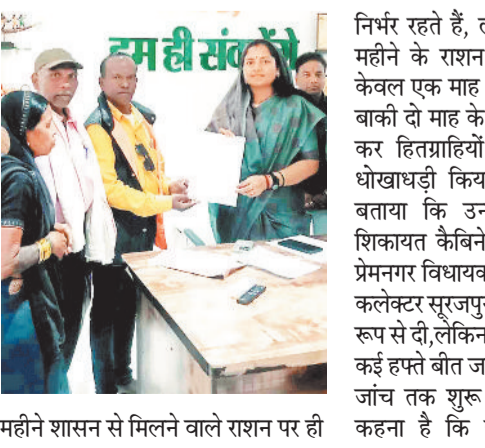 हम ही
महीने शासन से मिलने वाले राशन पर ही
निर्भर रहते हैं,
महीने के राशन
केवल एक माह
बाकी दो माह के
कर हितग्राहियों
धोखाधड़ी किय
बताया कि उन
शिकायत कैबिने
प्रेमनगर विधायक
कलेक्टर सूरजपु
रूप से दी,लेकिन
कई हफ्ते बीत ज
जांच तक शुरू
कहना है कि